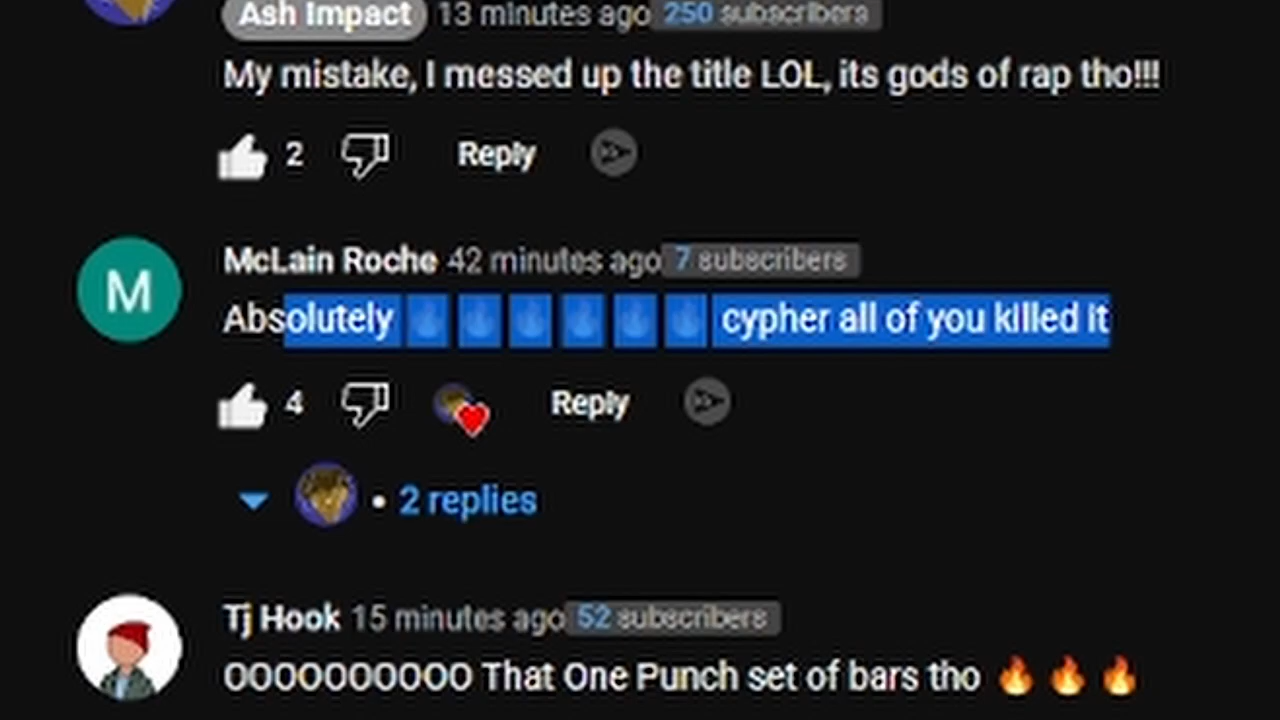 Ash Impact 13 minutes ago 250 subscribers
My mistake, I messed up the title LOL, its gods of rap tho!!!
2 Reply
M
McLain Roche 42 minutes ago 7 subscribers
Absolutely 🔥 🔥 🔥 🔥 🔥 🔥 cypher all of you killed it
4 Reply
• 2 replies
Tj Hook 15 minutes ago 52 subscribers
OOOOOOOOOOO That One Punch set of bars tho 🔥 🔥 🔥